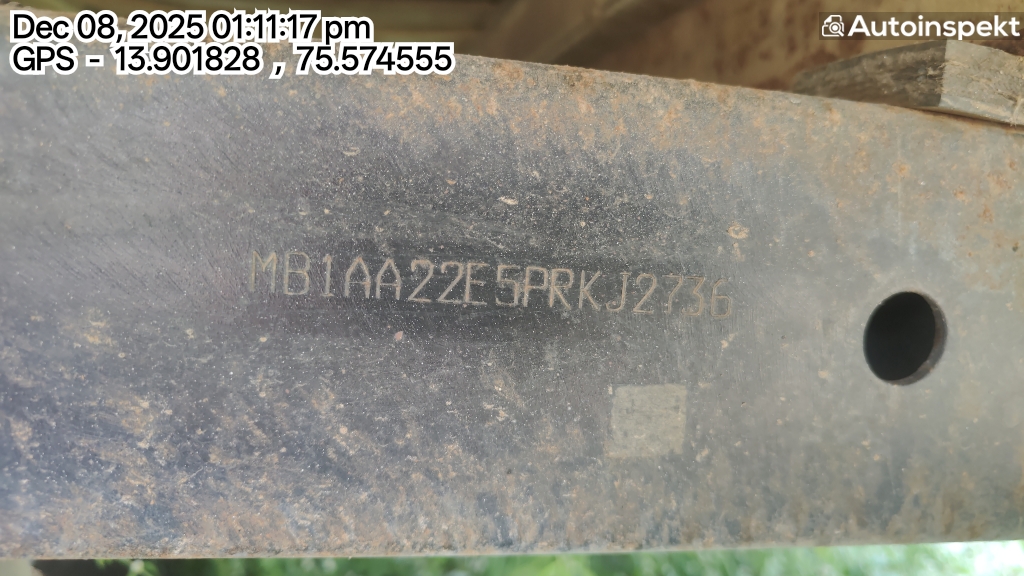 Dec 08, 2025 01:11:17 pm
GPS - 13.901828 , 75.574555
Autoinspekt
MB1AA22E5PRKJ2736